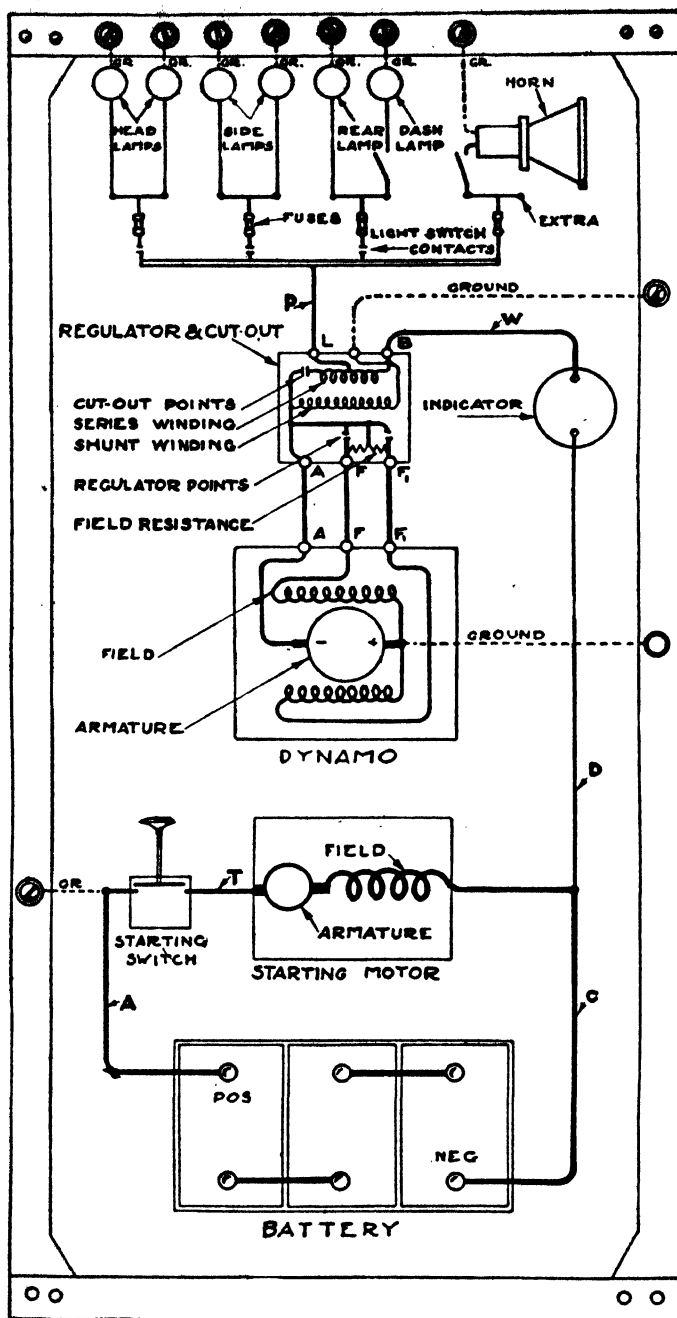 GR. GR. GR. GR. GR. GR. GR.
HORN
HEAD LAMPS
SIDE LAMPS
REAR LAMP
DASH LAMP
FUSES
EXTRA
LIGHT SWITCH CONTACTS
P
GROUND
W
REGULATOR & CUT-OUT
L
B
CUT-OUT POINTS
SERIES WINDING
SHUNT WINDING
INDICATOR
A F F1
REGULATOR POINTS
FIELD RESISTANCE
A F F1
GROUND
FIELD
- +
ARMATURE
DYNAMO
D
FIELD
GR
T
ARMATURE
STARTING SWITCH
STARTING MOTOR
A
C
POS
NEG
BATTERY